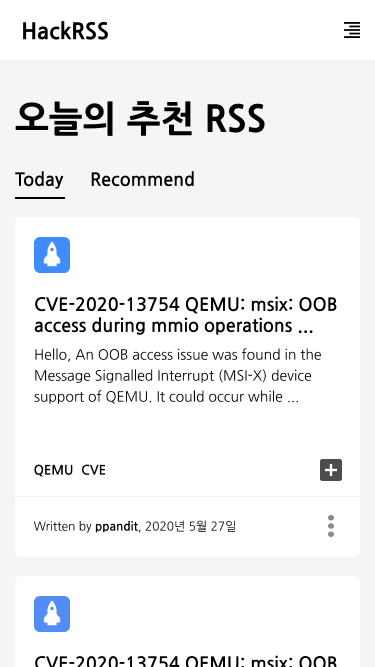 HackRSS
오늘의 추천 RSS
Today Recommend
CVE-2020-13754 QEMU: msix: OOB
access during mmio operations ...
Hello, An OOB access issue was found in the
Message Signalled Interrupt (MSI-X) device
support of QEMU. It could occur while ...
QEMU CVE
Written by ppandit, 2020년 5월 27일
CVE-2020-13754 QEMU: msix: OOB